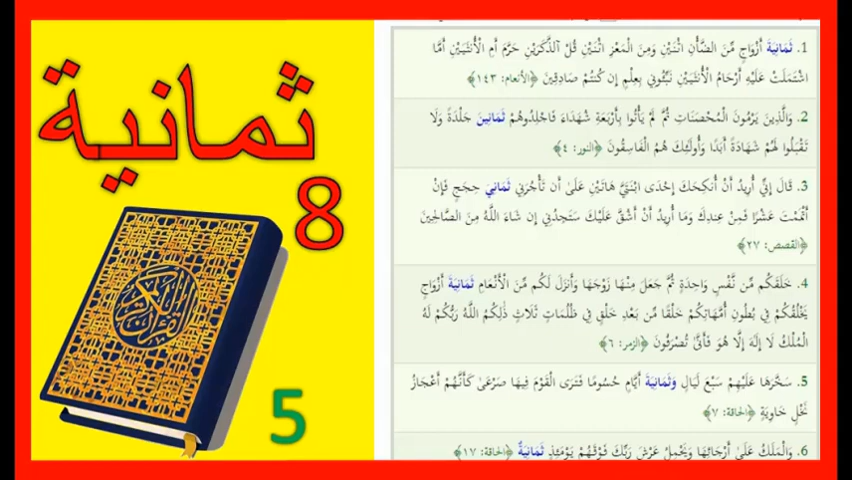 ثمانية
8
القرآن الكريم
5
1. ثَمَانِيَةَ أَزْوَاجٍ مِّنَ الضَّأْنِ اثْنَيْنِ وَمِنَ الْمَعْزِ اثْنَيْنِ قُلْ آلذَّكَرَيْنِ حَرَّمَ أَمِ الْأُنثَيَيْنِ أَمَّا
اشْتَمَلَتْ عَلَيْهِ أَرْحَامُ الْأُنثَيَيْنِ نَبِّئُونِي بِعِلْمٍ إِن كُنتُمْ صَادِقِينَ ﴿الأنعام: ١٤٣﴾
2. وَالَّذِينَ يَرْمُونَ الْمُحْصَنَاتِ ثُمَّ لَمْ يَأْتُوا بِأَرْبَعَةِ شُهَدَاءَ فَاجْلِدُوهُمْ ثَمَانِينَ جَلْدَةً وَلَا
تَقْبَلُوا لَهُمْ شَهَادَةً أَبَدًا وَأُولَئِكَ هُمُ الْفَاسِقُونَ ﴿النور: ٤﴾
3. قَالَ إِنِّي أُرِيدُ أَنْ أُنكِحَكَ إِحْدَى ابْنَتَيَّ هَاتَيْنِ عَلَىٰ أَن تَأْجُرَنِي ثَمَانِيَ حِجَجٍ فَإِنْ
أَتْمَمْتَ عَشْرًا فَمِنْ عِندِكَ وَمَا أُرِيدُ أَنْ أَشُقَّ عَلَيْكَ سَتَجِدُنِي إِن شَاءَ اللَّهُ مِنَ الصَّالِحِينَ
﴿القصص: ٢٧﴾
4. خَلَقَكُم مِّن نَّفْسٍ وَاحِدَةٍ ثُمَّ جَعَلَ مِنْهَا زَوْجَهَا وَأَنزَلَ لَكُم مِّنَ الْأَنْعَامِ ثَمَانِيَةَ أَزْوَاجٍ
يَخْلُقُكُمْ فِي بُطُونِ أُمَّهَاتِكُمْ خَلْقًا مِّن بَعْدِ خَلْقٍ فِي ظُلُمَاتٍ ثَلَاثٍ ذَٰلِكُمُ اللَّهُ رَبُّكُمْ لَهُ
الْمُلْكُ لَا إِلَهَ إِلَّا هُوَ فَأَنَّىٰ تُصْرَفُونَ ﴿الزمر: ٦﴾
5. سَخَّرَهَا عَلَيْهِمْ سَبْعَ لَيَالٍ وَثَمَانِيَةَ أَيَّامٍ حُسُومًا فَتَرَى الْقَوْمَ فِيهَا صَرْعَىٰ كَأَنَّهُمْ أَعْجَازُ
نَخْلٍ خَاوِيَةٍ ﴿الحاقة: ٧﴾
6. وَالْمَلَكُ عَلَىٰ أَرْجَائِهَا وَيَحْمِلُ عَرْشَ رَبِّكَ فَوْقَهُمْ يَوْمَئِذٍ ثَمَانِيَةٌ ﴿الحاقة: ١٧﴾